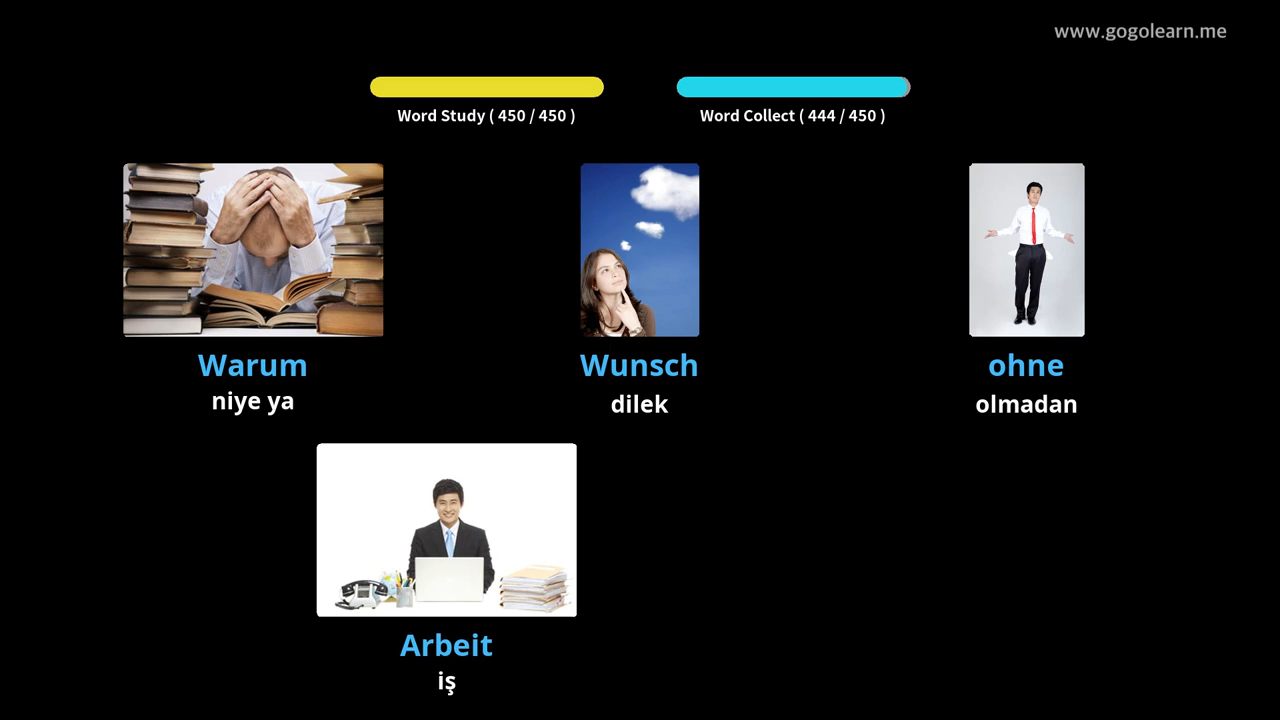 www.gogolearn.me
Word Study ( 450 / 450 )
Word Collect ( 444 / 450 )
Warum
niye ya
Wunsch
dilek
ohne
olmadan
Arbeit
iş